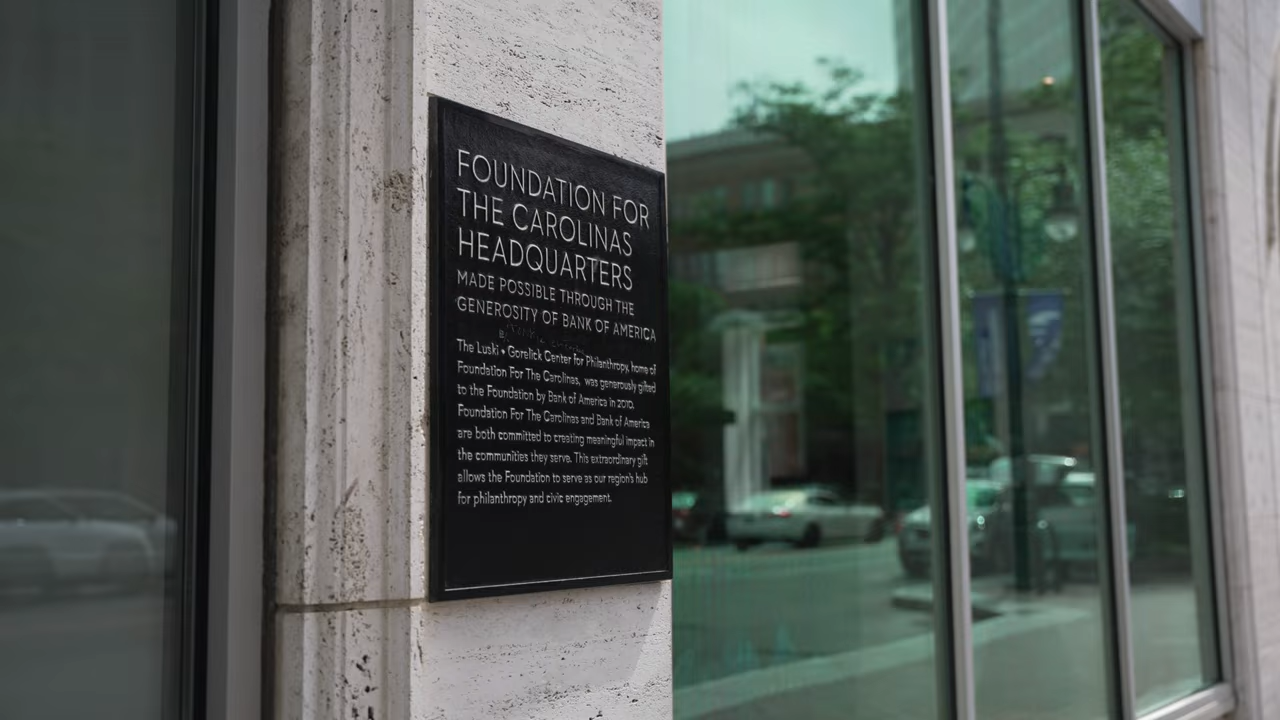 FOUNDATION FOR
THE CAROLINAS
HEADQUARTERS
MADE POSSIBLE THROUGH THE
GENEROSITY OF BANK OF AMERICA
The Luski • Gorelick Center for Philanthropy, home of
Foundation For The Carolinas, was generously gifted
to the Foundation by Bank of America in 2010.
Foundation For The Carolinas and Bank of America
are both committed to creating meaningful impact in
the communities they serve. This extraordinary gift
allows the Foundation to serve as our region's hub
for philanthropy and civic engagement.